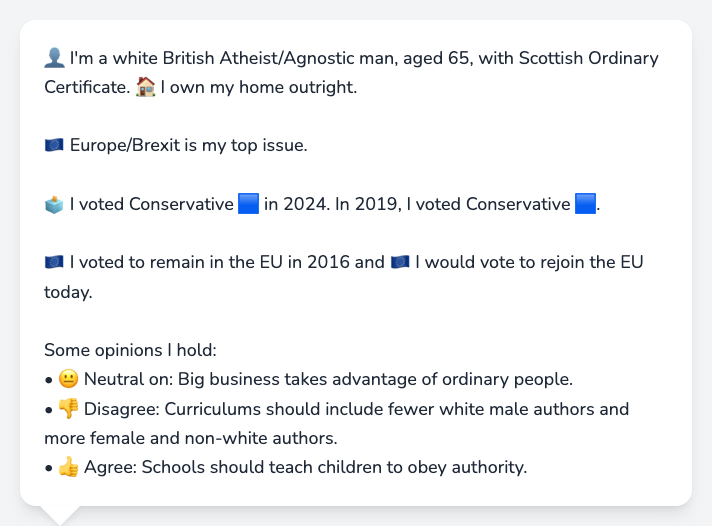 👤 I'm a white British Atheist/Agnostic man, aged 65, with Scottish Ordinary
Certificate. 🏠 I own my home outright.
🇪🇺 Europe/Brexit is my top issue.
🗳️ I voted Conservative 🟦 in 2024. In 2019, I voted Conservative 🟦.
🇪🇺 I voted to remain in the EU in 2016 and 🇪🇺 I would vote to rejoin the EU
today.
Some opinions I hold:
• 😐 Neutral on: Big business takes advantage of ordinary people.
• 👎 Disagree: Curriculums should include fewer white male authors and
more female and non-white authors.
• 👍 Agree: Schools should teach children to obey authority.